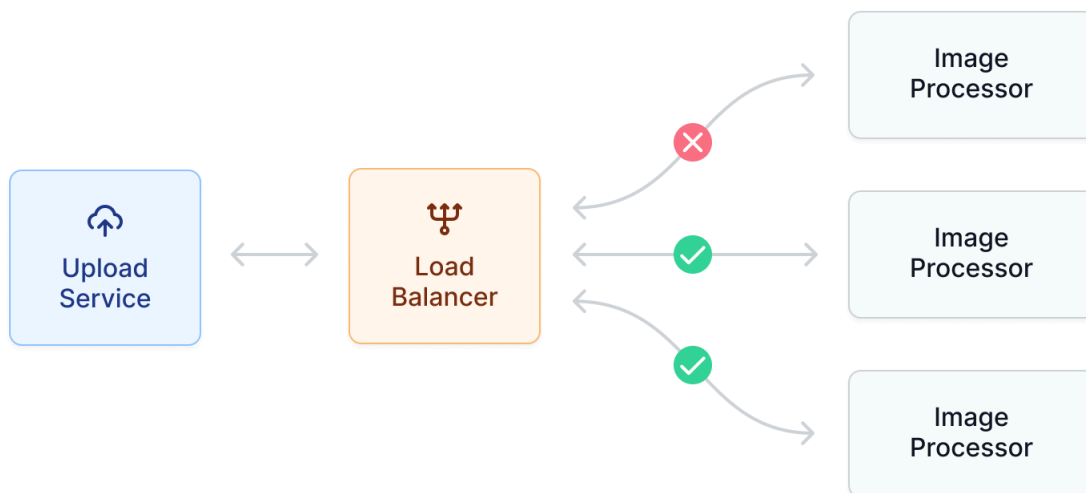 Upload
Service
Load
Balancer
Image
Processor
Image
Processor
Image
Processor